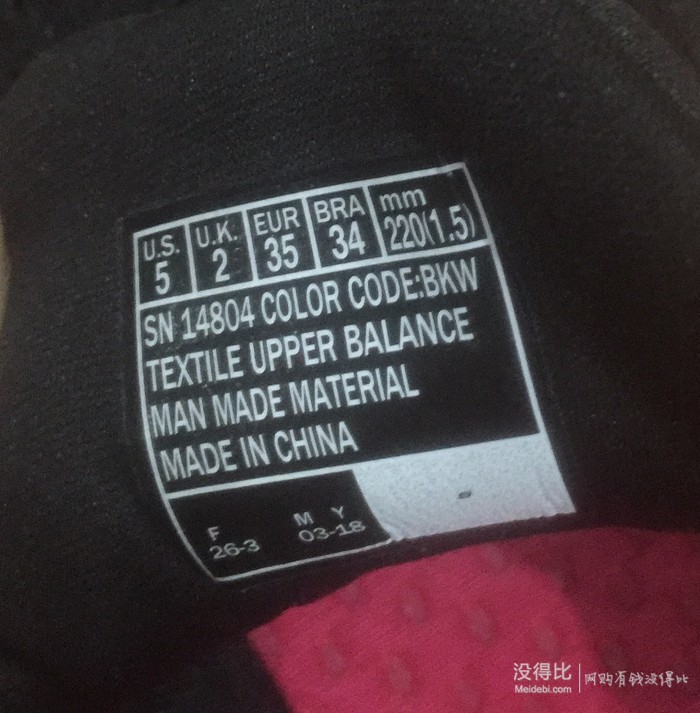 U.S. U.K. EUR BRA mm
5 2 35 34 220(1.5)
SN 14804 COLOR CODE:BKW
TEXTILE UPPER BALANCE
MAN MADE MATERIAL
MADE IN CHINA
F M Y
26-3 03-18
没得比
Meidebi.com
网购有钱没得比